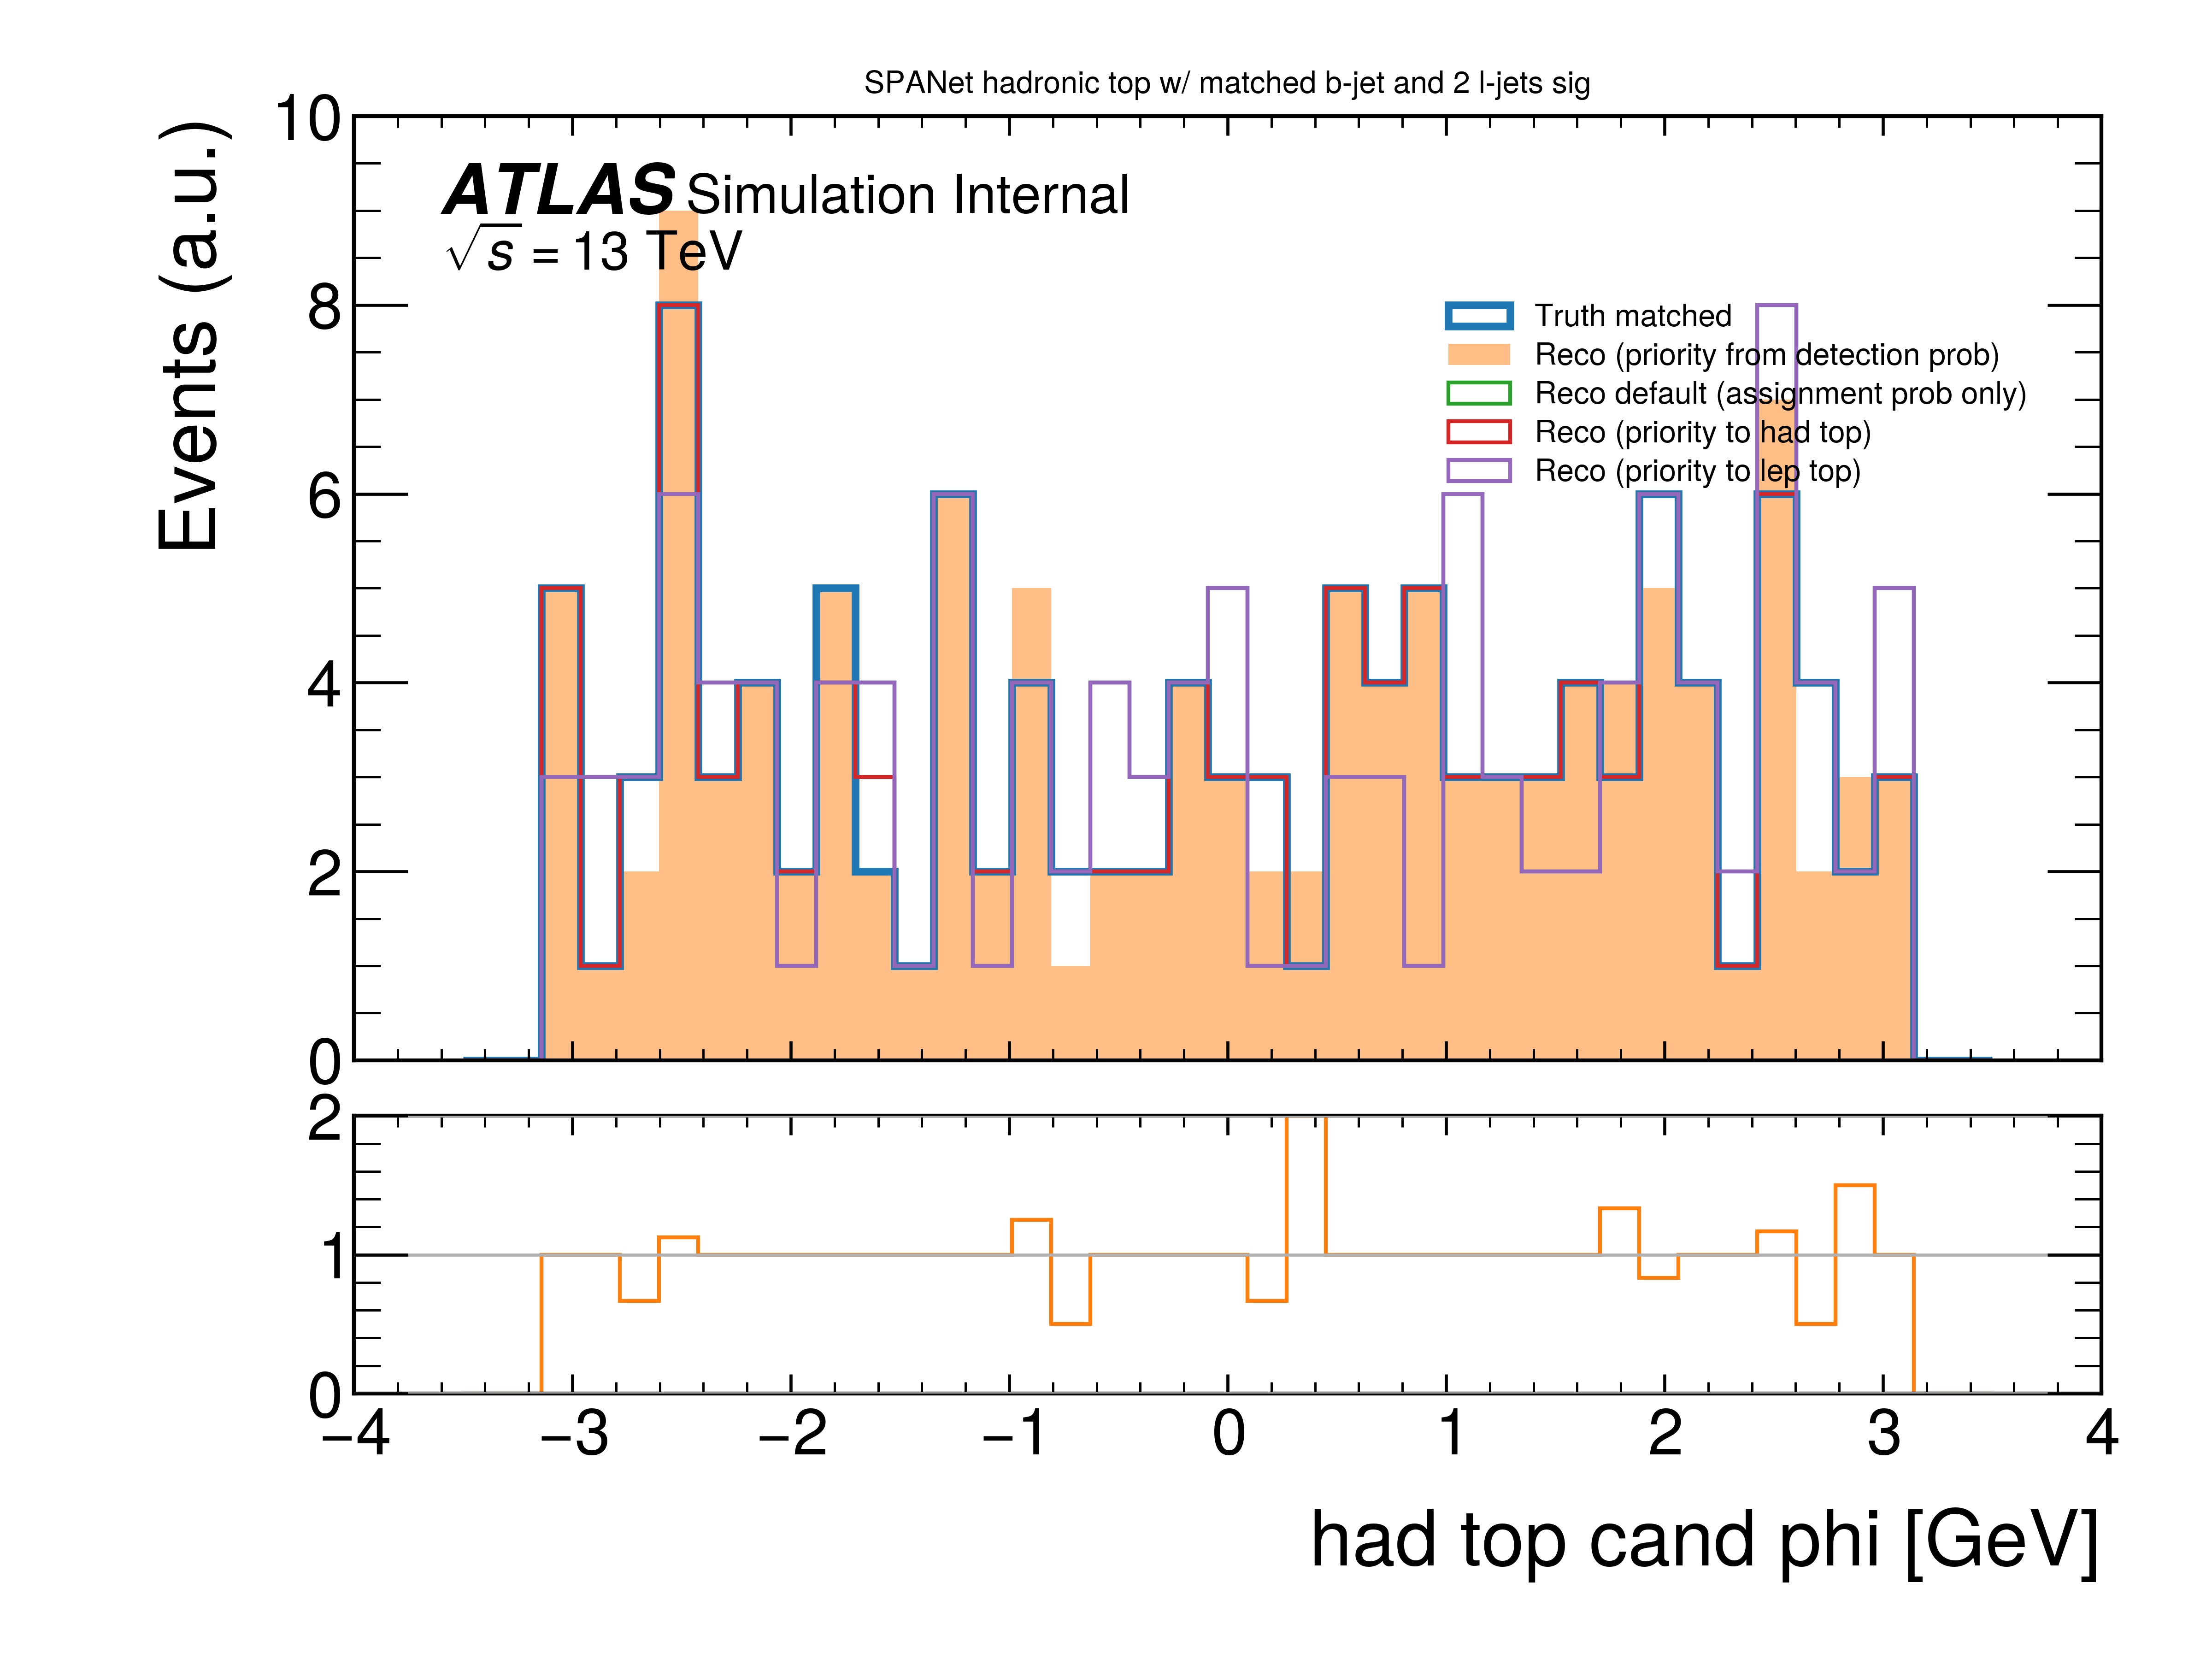 SPANet hadronic top w/ matched b-jet and 2 l-jets sig
Events (a.u.)
10
8
6
4
2
0
ATLAS Simulation Internal
√s = 13 TeV
Truth matched
Reco (priority from detection prob)
Reco default (assignment prob only)
Reco (priority to had top)
Reco (priority to lep top)
2
1
0
−4 −3 −2 −1 0 1 2 3 4
had top cand phi [GeV]